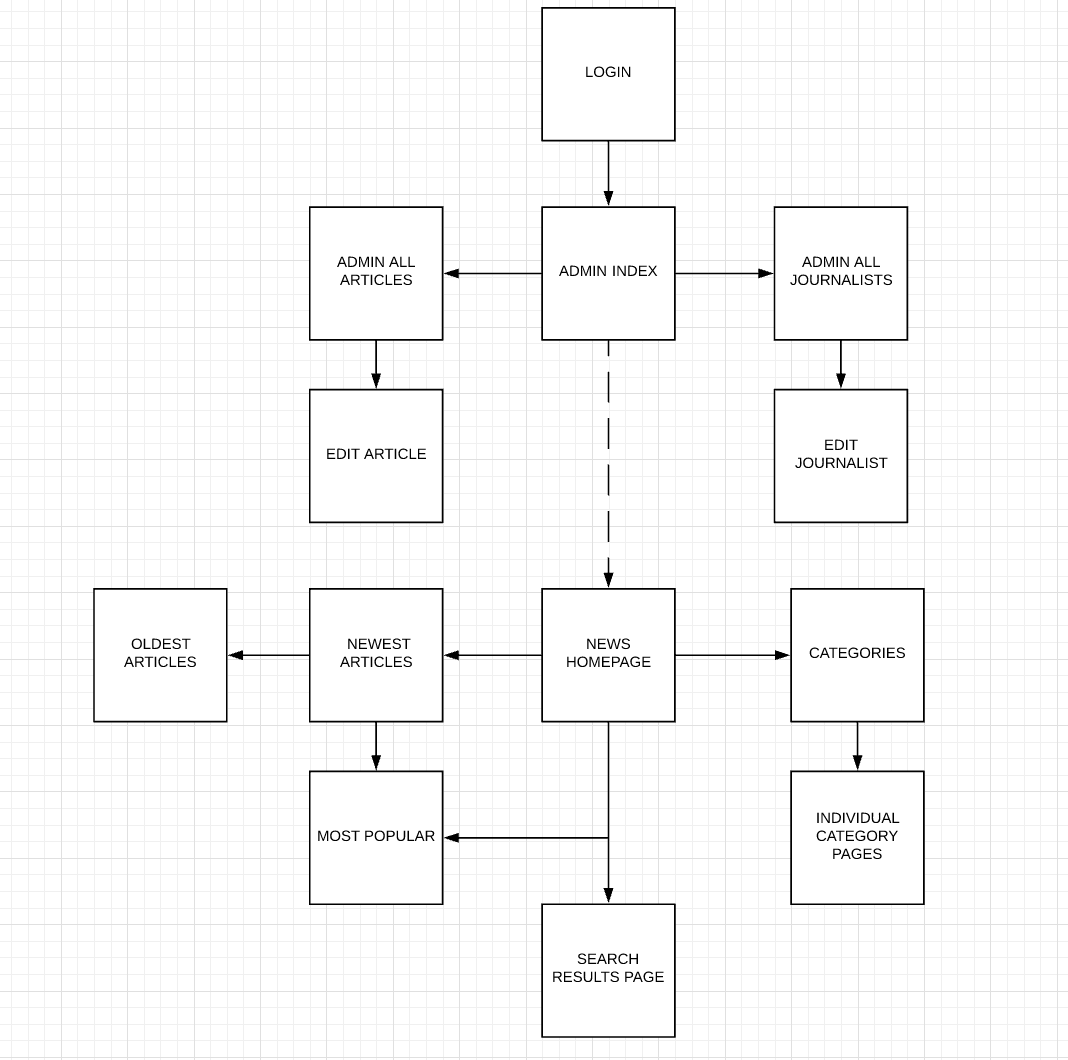 LOGIN
ADMIN ALL
ARTICLES
ADMIN INDEX
ADMIN ALL
JOURNALISTS
EDIT ARTICLE
EDIT
JOURNALIST
OLDEST
ARTICLES
NEWEST
ARTICLES
NEWS
HOMEPAGE
CATEGORIES
MOST POPULAR
INDIVIDUAL
CATEGORY
PAGES
SEARCH
RESULTS PAGE